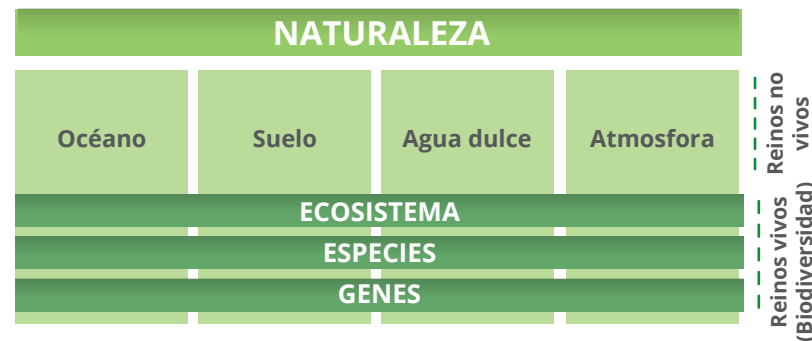 NATURALEZA
Océano
Suelo
Agua dulce
Atmosfora
Reinos no
vivos
ECOSISTEMA
ESPECIES
GENES
Reinos vivos
(Biodiversidad)